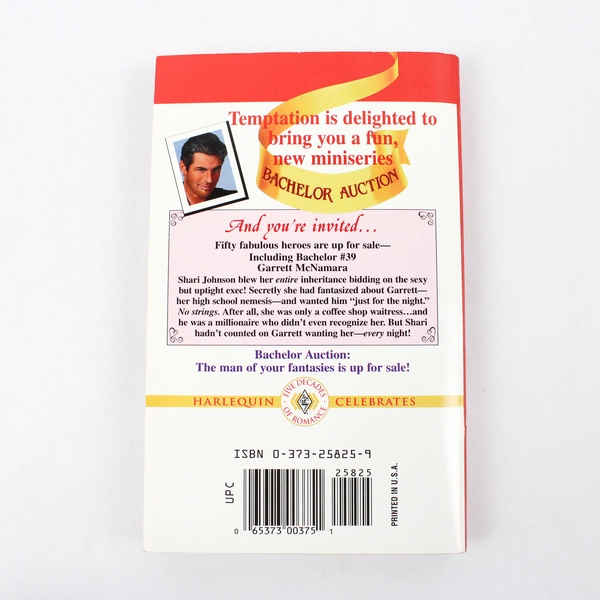 Temptation is delighted to
bring you a fun,
new miniseries
BACHELOR AUCTION
And you're invited...
Fifty fabulous heroes are up for sale—
Including Bachelor #39
Garrett McNamara
Shari Johnson blew her entire inheritance bidding on the sexy
but uptight exec! Secretly she had fantasized about Garrett—
her high school nemesis—and wanted him “just for the night.”
No strings. After all, she was only a coffee shop waitress...and
he was a millionaire who didn't even recognize her. But Shari
hadn't counted on Garrett wanting her—every night!
Bachelor Auction:
The man of your fantasies is up for sale!
HARLEQUIN FIVE DECADES OF ROMANCE CELEBRATES
ISBN 0-373-25825-9
25825
UPC
0 65373 00375 1
PRINTED IN U.S.A.